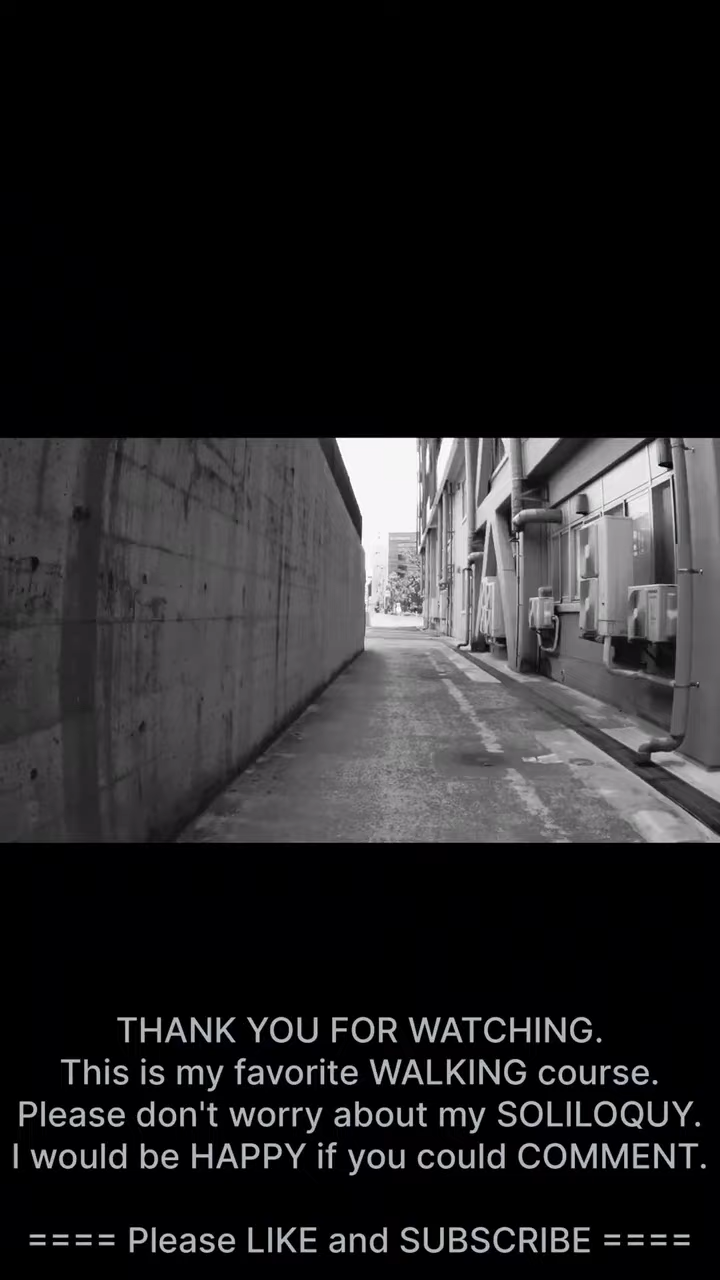 THANK YOU FOR WATCHING.
This is my favorite WALKING course.
Please don't worry about my SOLILOQUY.
I would be HAPPY if you could COMMENT.
==== Please LIKE and SUBSCRIBE ====